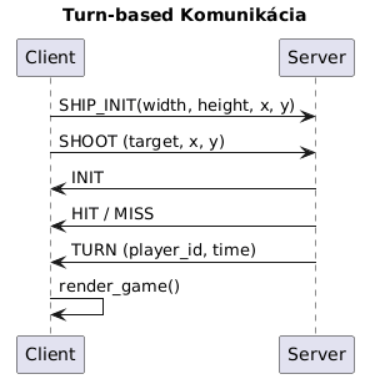 Turn-based Komunikácia
Client Server
SHIP_INIT(width, height, x, y)
SHOOT (target, x, y)
INIT
HIT / MISS
TURN (player_id, time)
render_game()
Client Server